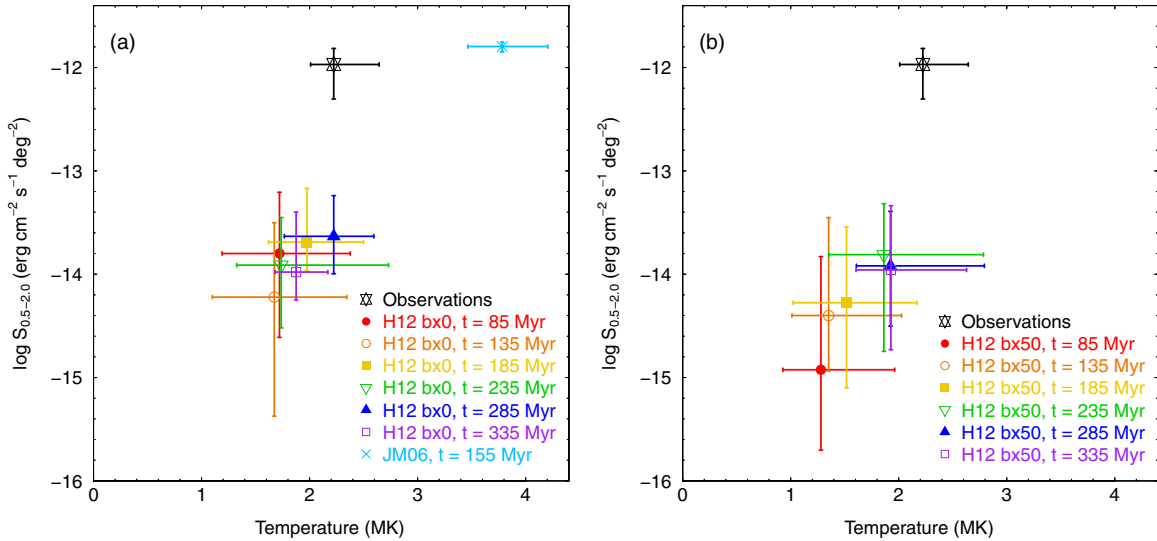 (a)
log S0.5−2.0 (erg cm−2 s−1 deg−2)
−12
−13
−14
−15
−16
Observations
H12 bx0, t = 85 Myr
H12 bx0, t = 135 Myr
H12 bx0, t = 185 Myr
H12 bx0, t = 235 Myr
H12 bx0, t = 285 Myr
H12 bx0, t = 335 Myr
JM06, t = 155 Myr
0 1 2 3 4
Temperature (MK)
(b)
log S0.5−2.0 (erg cm−2 s−1 deg−2)
−12
−13
−14
−15
−16
Observations
H12 bx50, t = 85 Myr
H12 bx50, t = 135 Myr
H12 bx50, t = 185 Myr
H12 bx50, t = 235 Myr
H12 bx50, t = 285 Myr
H12 bx50, t = 335 Myr
0 1 2 3 4
Temperature (MK)